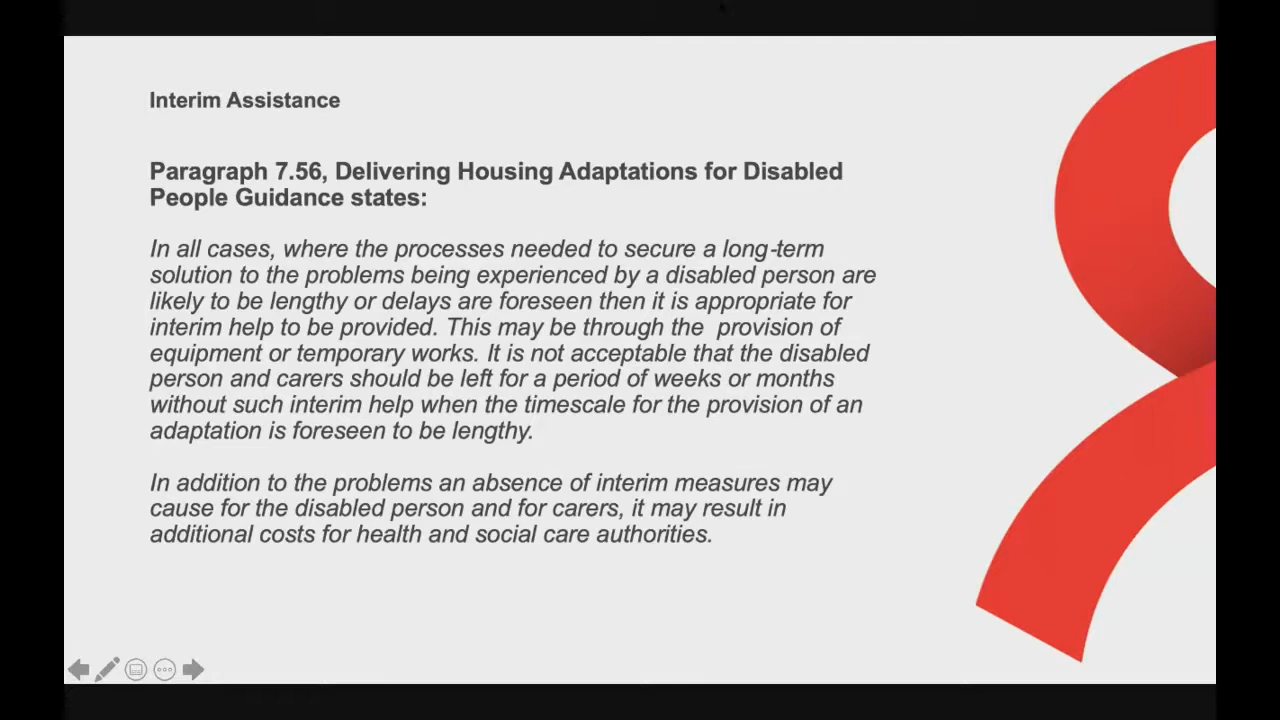 Interim Assistance
Paragraph 7.56, Delivering Housing Adaptations for Disabled
People Guidance states:
In all cases, where the processes needed to secure a long-term
solution to the problems being experienced by a disabled person are
likely to be lengthy or delays are foreseen then it is appropriate for
interim help to be provided. This may be through the  provision of
equipment or temporary works. It is not acceptable that the disabled
person and carers should be left for a period of weeks or months
without such interim help when the timescale for the provision of an
adaptation is foreseen to be lengthy.
In addition to the problems an absence of interim measures may
cause for the disabled person and for carers, it may result in
additional costs for health and social care authorities.